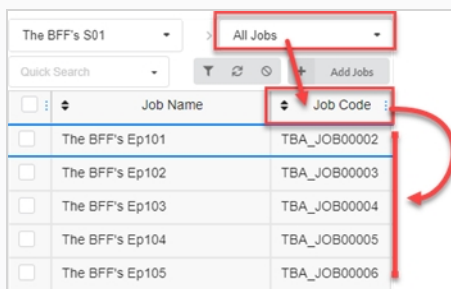 The BFF's S01 > All Jobs
Quick Search + Add Jobs
Job Name Job Code
The BFF's Ep101 TBA_JOB00002
The BFF's Ep102 TBA_JOB00003
The BFF's Ep103 TBA_JOB00004
The BFF's Ep104 TBA_JOB00005
The BFF's Ep105 TBA_JOB00006